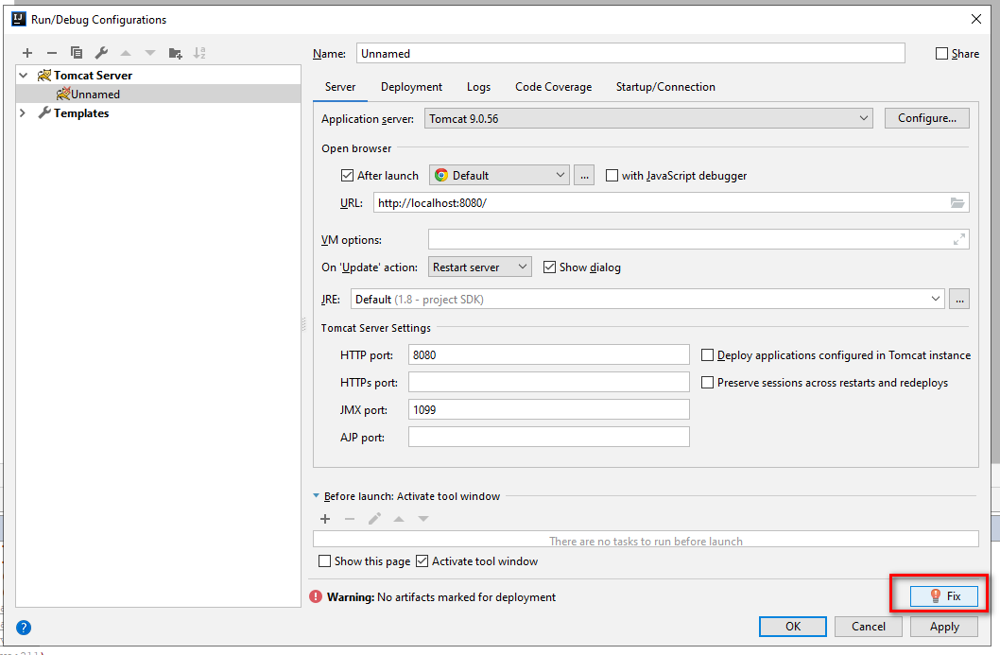 IJ Run/Debug Configurations
Tomcat Server
Unnamed
Templates
Name: Unnamed Share
Server Deployment Logs Code Coverage Startup/Connection
Application server: Tomcat 9.0.56 Configure...
Open browser
After launch Default ... with JavaScript debugger
URL: http://localhost:8080/
VM options:
On 'Update' action: Restart server Show dialog
JRE: Default (1.8 - project SDK) ...
Tomcat Server Settings
HTTP port: 8080 Deploy applications configured in Tomcat instance
HTTPs port: Preserve sessions across restarts and redeploys
JMX port: 1099
AJP port:
Before launch: Activate tool window
There are no tasks to run before launch
Show this page Activate tool window
Warning: No artifacts marked for deployment Fix
? OK Cancel Apply